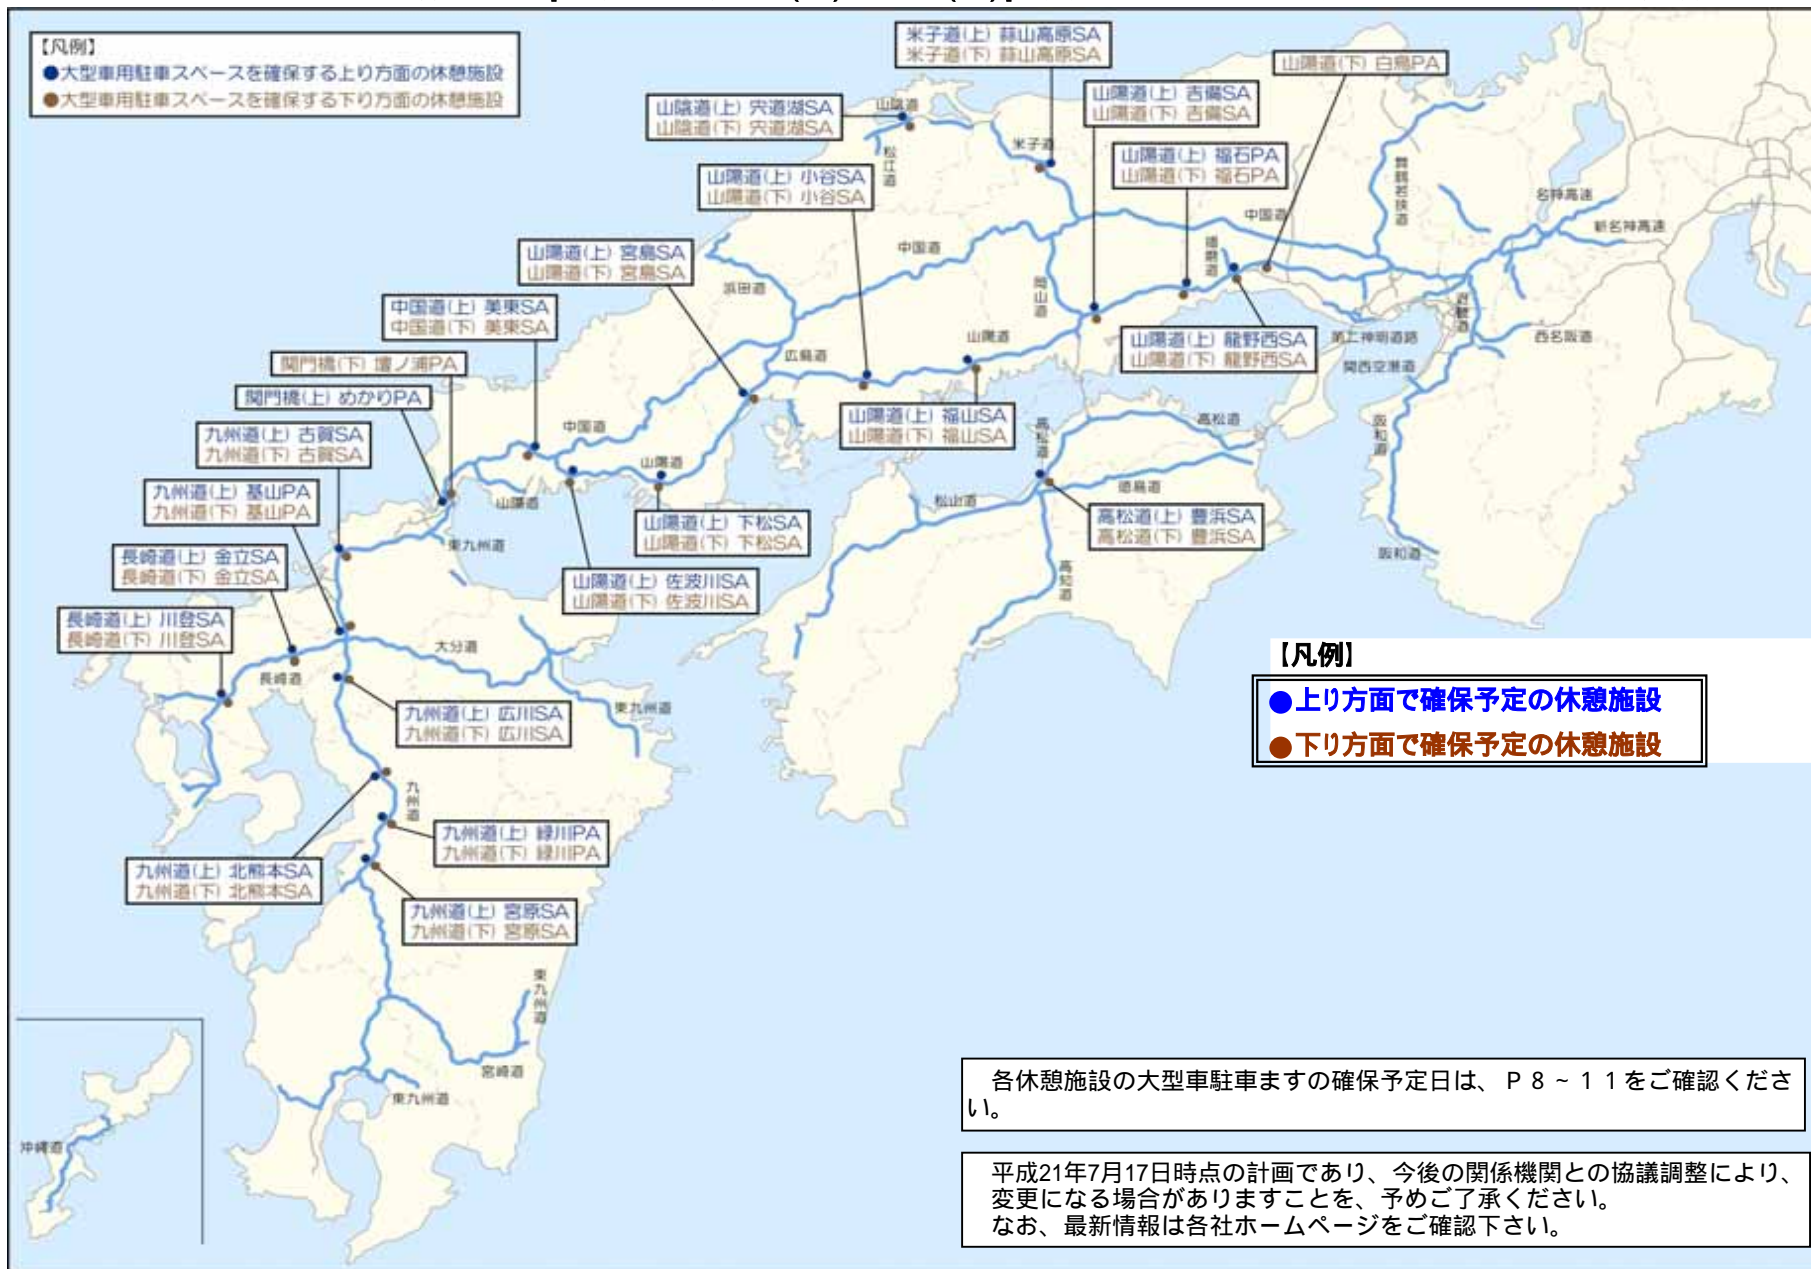 【凡例】
●大型車用駐車スペースを確保する上り方面の休憩施設
●大型車用駐車スペースを確保する下り方面の休憩施設
米子道(上) 蒜山高原SA
米子道(下) 蒜山高原SA
山陽道(下) 白鳥PA
山陰道(上) 宍道湖SA
山陰道(下) 宍道湖SA
山陽道(上) 吉備SA
山陽道(下) 吉備SA
山陽道(上) 福石PA
山陽道(下) 福石PA
山陽道(上) 小谷SA
山陽道(下) 小谷SA
山陽道(上) 宮島SA
山陽道(下) 宮島SA
中国道(上) 美東SA
中国道(下) 美東SA
関門橋(下) 壇ノ浦PA
関門橋(上) めかりPA
九州道(上) 古賀SA
九州道(下) 古賀SA
九州道(上) 基山PA
九州道(下) 基山PA
長崎道(上) 金立SA
長崎道(下) 金立SA
長崎道(上) 川登SA
長崎道(下) 川登SA
山陽道(上) 龍野西SA
山陽道(下) 龍野西SA
山陽道(上) 福山SA
山陽道(下) 福山SA
山陽道(上) 下松SA
山陽道(下) 下松SA
山陽道(上) 佐波川SA
山陽道(下) 佐波川SA
高松道(上) 豊浜SA
高松道(下) 豊浜SA
九州道(上) 広川SA
九州道(下) 広川SA
九州道(上) 緑川PA
九州道(下) 緑川PA
九州道(上) 北熊本SA
九州道(下) 北熊本SA
九州道(上) 宮原SA
九州道(下) 宮原SA
山陰道
松江道
米子道
中国道
舞鶴若狭道
名神高速
新名神高速
中国道
浜田道
岡山道
播磨道
山陽道
広島道
第二神明道路
近畿道
西名阪道
関西空港道
阪和道
阪和道
中国道
山陽道
山陽道
高松道
高松道
徳島道
松山道
高知道
東九州道
大分道
長崎道
東九州道
九州道
東九州道
宮崎道
東九州道
沖縄道
【凡例】
●上り方面で確保予定の休憩施設
●下り方面で確保予定の休憩施設
各休憩施設の大型車駐車ますの確保予定日は、Ｐ８～１１をご確認くださ
い。
平成21年7月17日時点の計画であり、今後の関係機関との協議調整により、
変更になる場合がありますことを、予めご了承ください。
なお、最新情報は各社ホームページをご確認下さい。